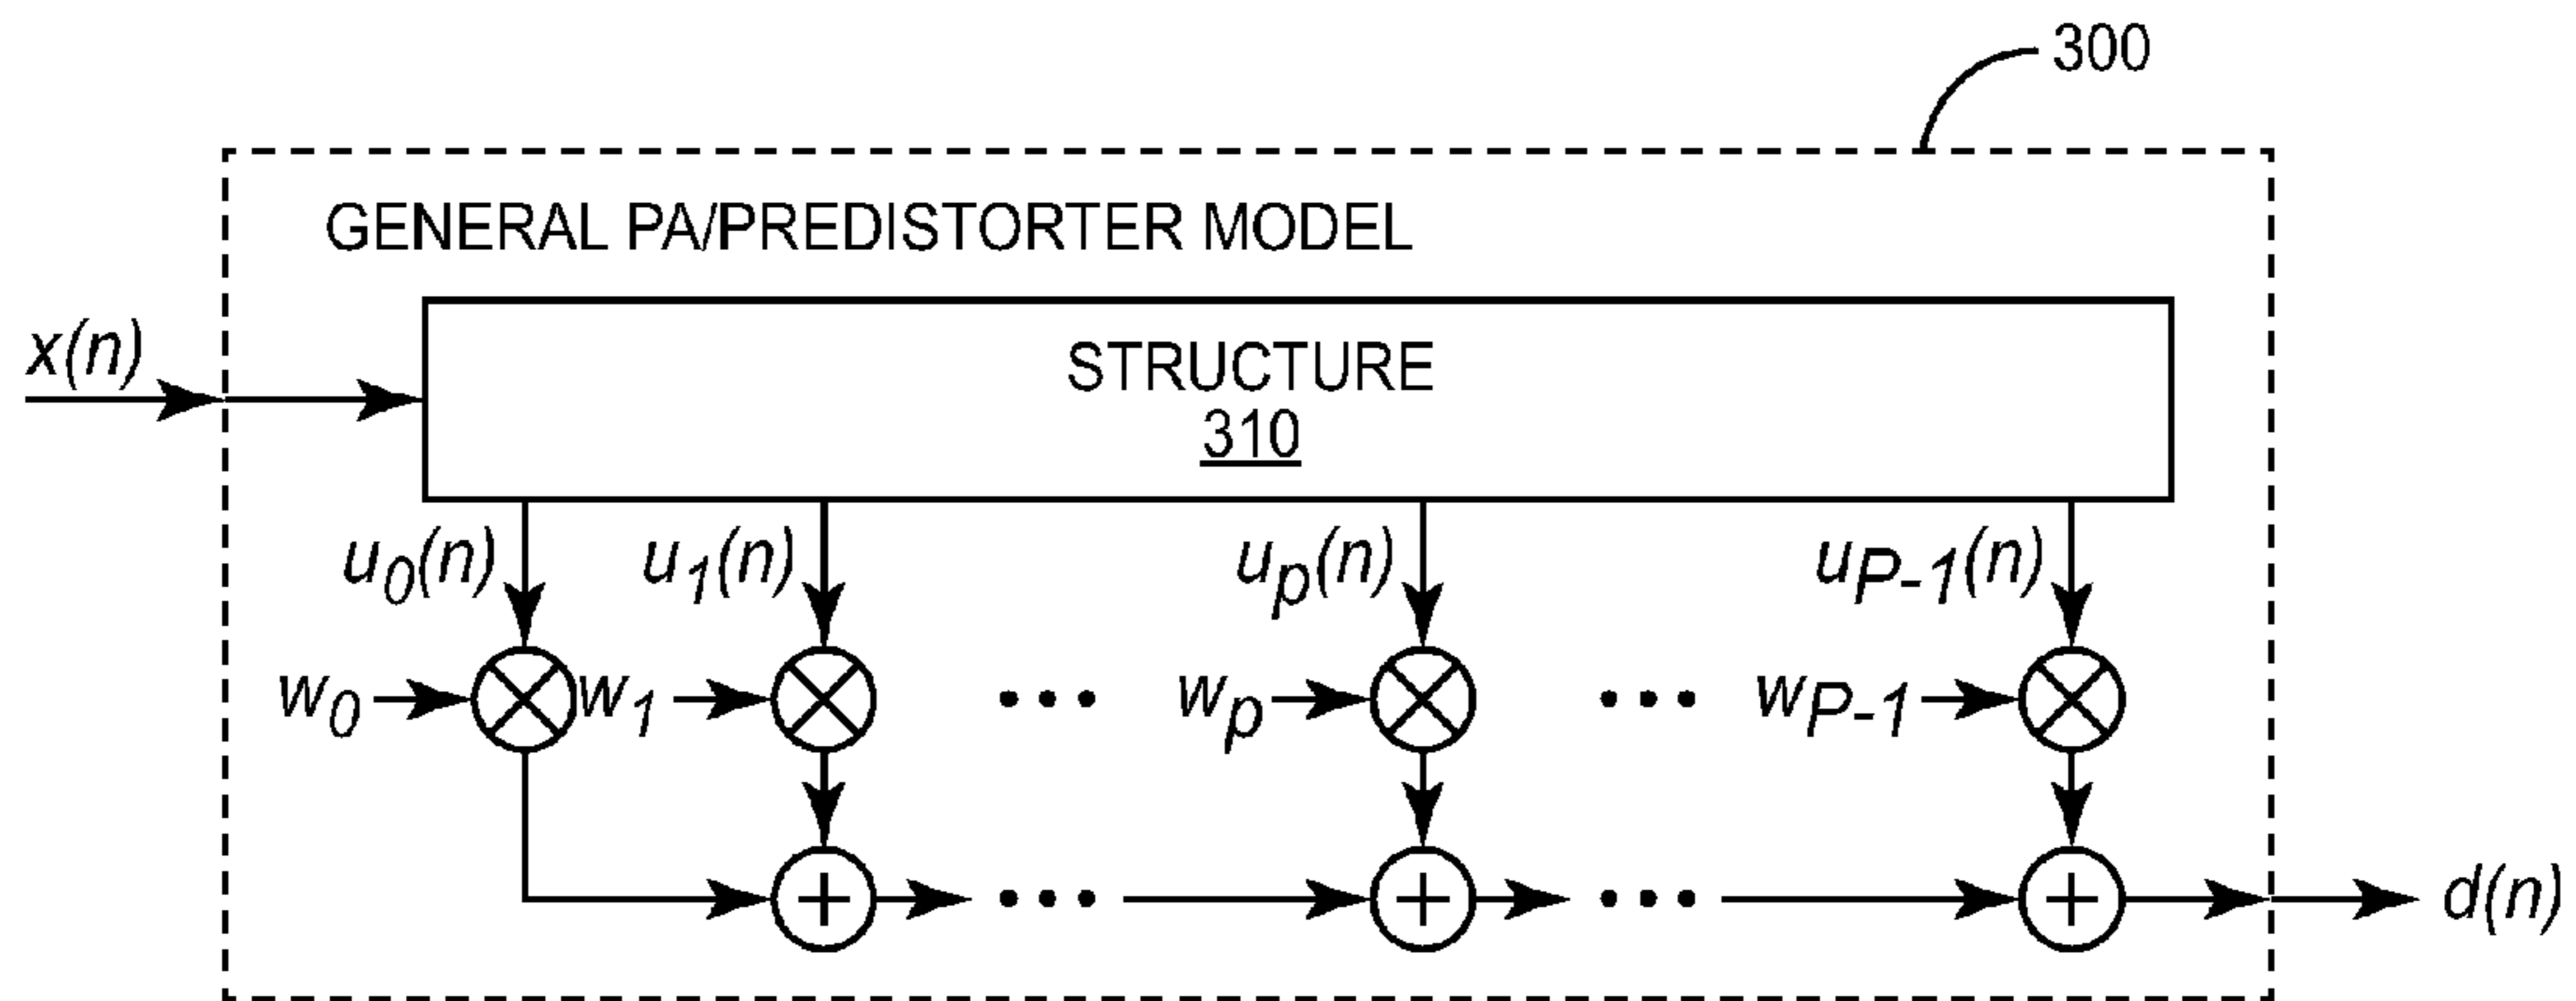 300
GENERAL PA/PREDISTORTER MODEL
x(n)
STRUCTURE
310
u0(n) u1(n) up(n) uP-1(n)
w0 w1 ... wp ... wP-1
+ ... + ... + d(n)